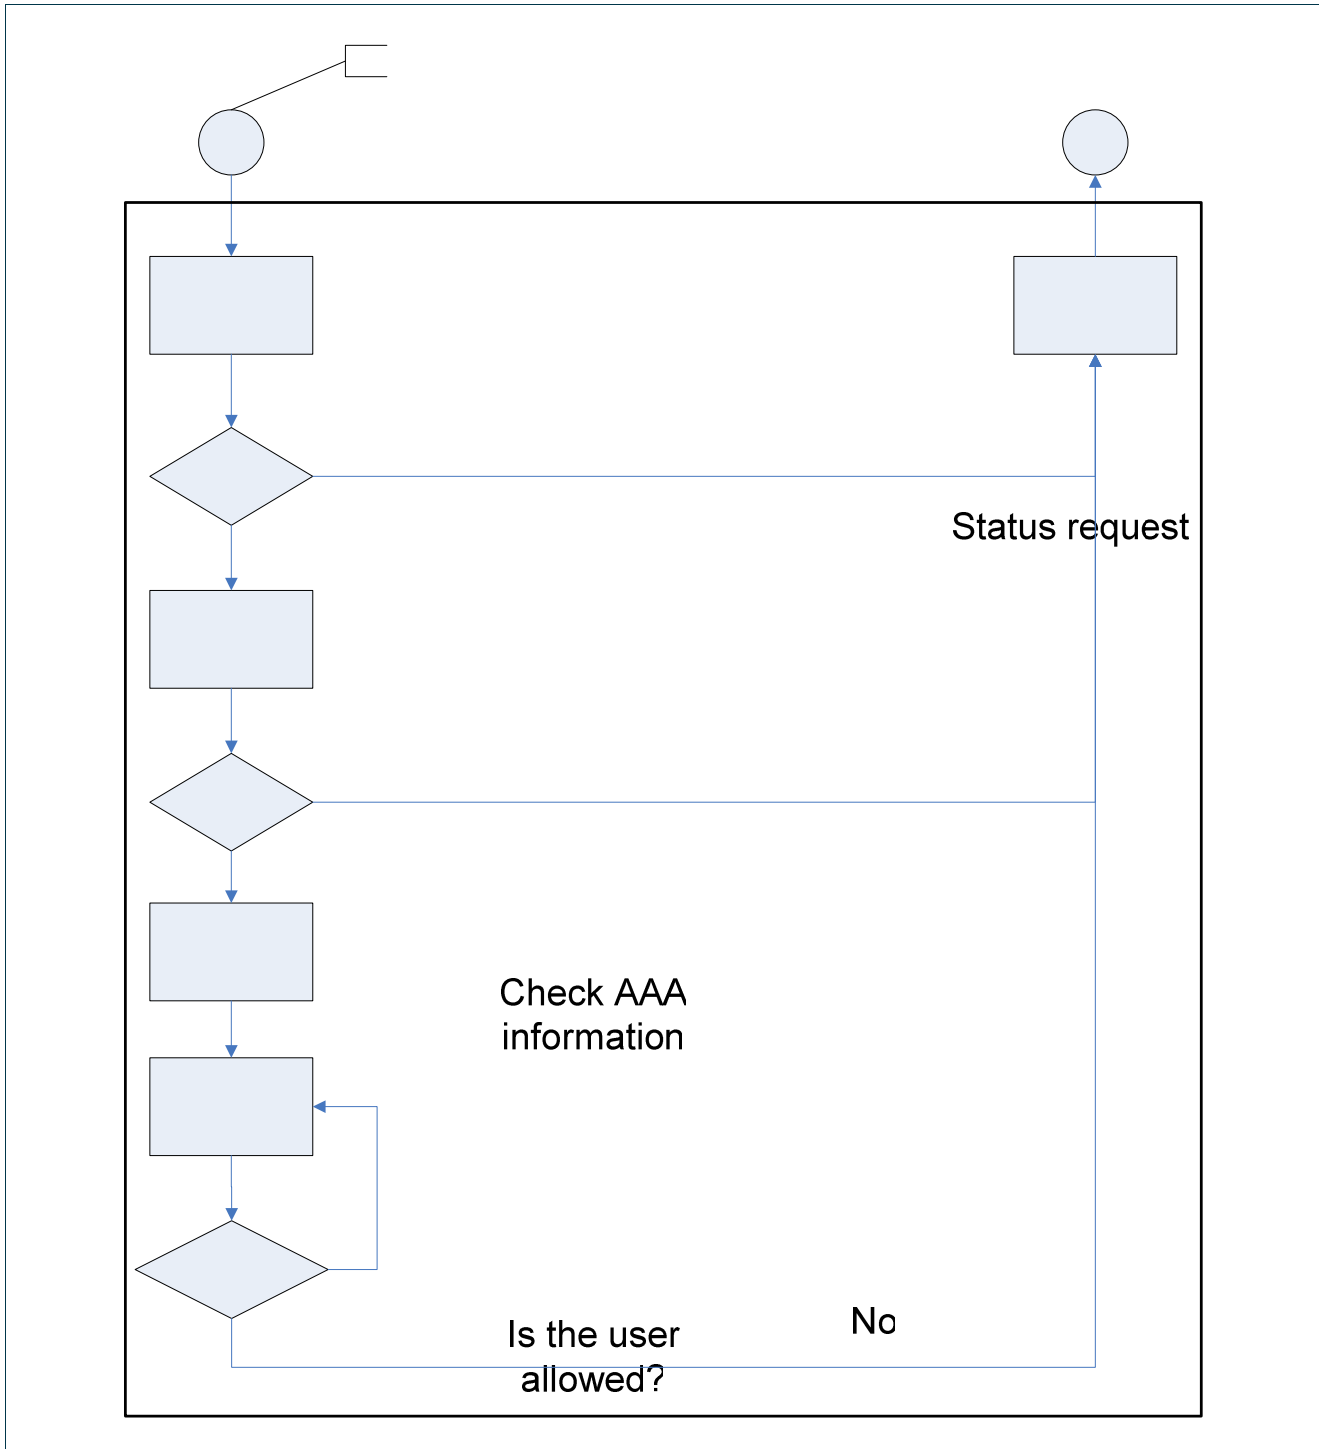 Status request
Check AAA
information
No
Is the user
allowed?